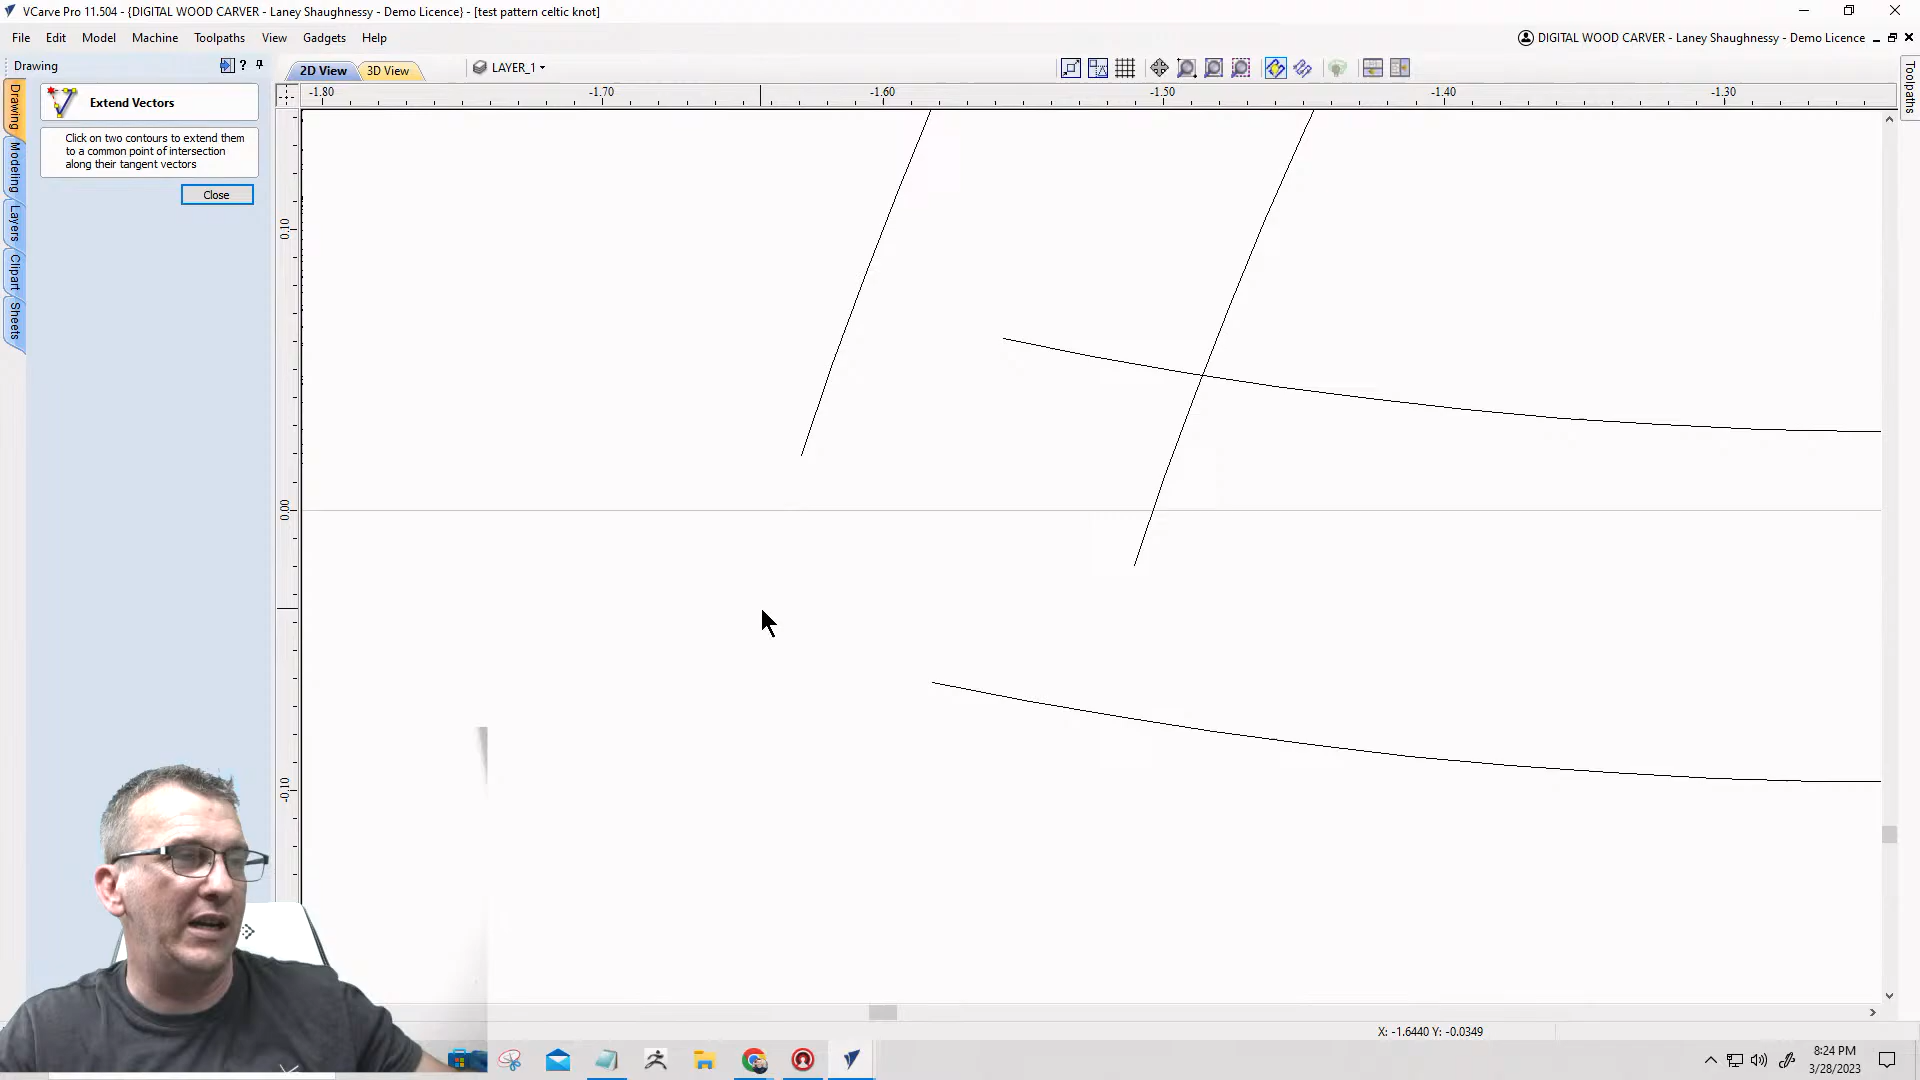 VCarve Pro 11.504 - {DIGITAL WOOD CARVER - Laney Shaughnessy - Demo Licence} - [test pattern celtic knot]
File Edit Model Machine Toolpaths View Gadgets Help
DIGITAL WOOD CARVER - Laney Shaughnessy - Demo Licence
Drawing
2D View 3D View LAYER_1
Toolpaths
Drawing
Modeling
Layers
Clipart
Sheets
Extend Vectors
Click on two contours to extend them
to a common point of intersection
along their tangent vectors
Close
-1.80 -1.70 -1.60 -1.50 -1.40 -1.30
0.10
0.00
-0.10
X: -1.6440 Y: -0.0349
8:24 PM
3/28/2023